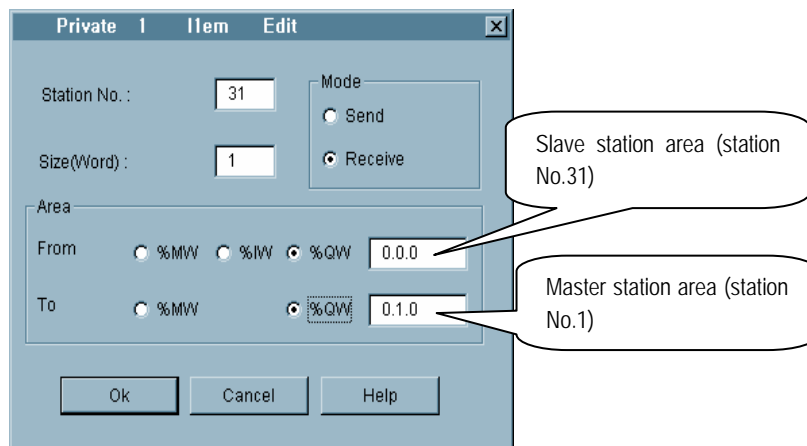 Private 1 I1em Edit
Station No. : 31
Size(Word) : 1
Mode
Send
Receive
Area
From %MW %IW %QW 0.0.0
To %MW %QW 0.1.0
Ok Cancel Help
Slave station area (station
No.31)
Master station area (station
No.1)